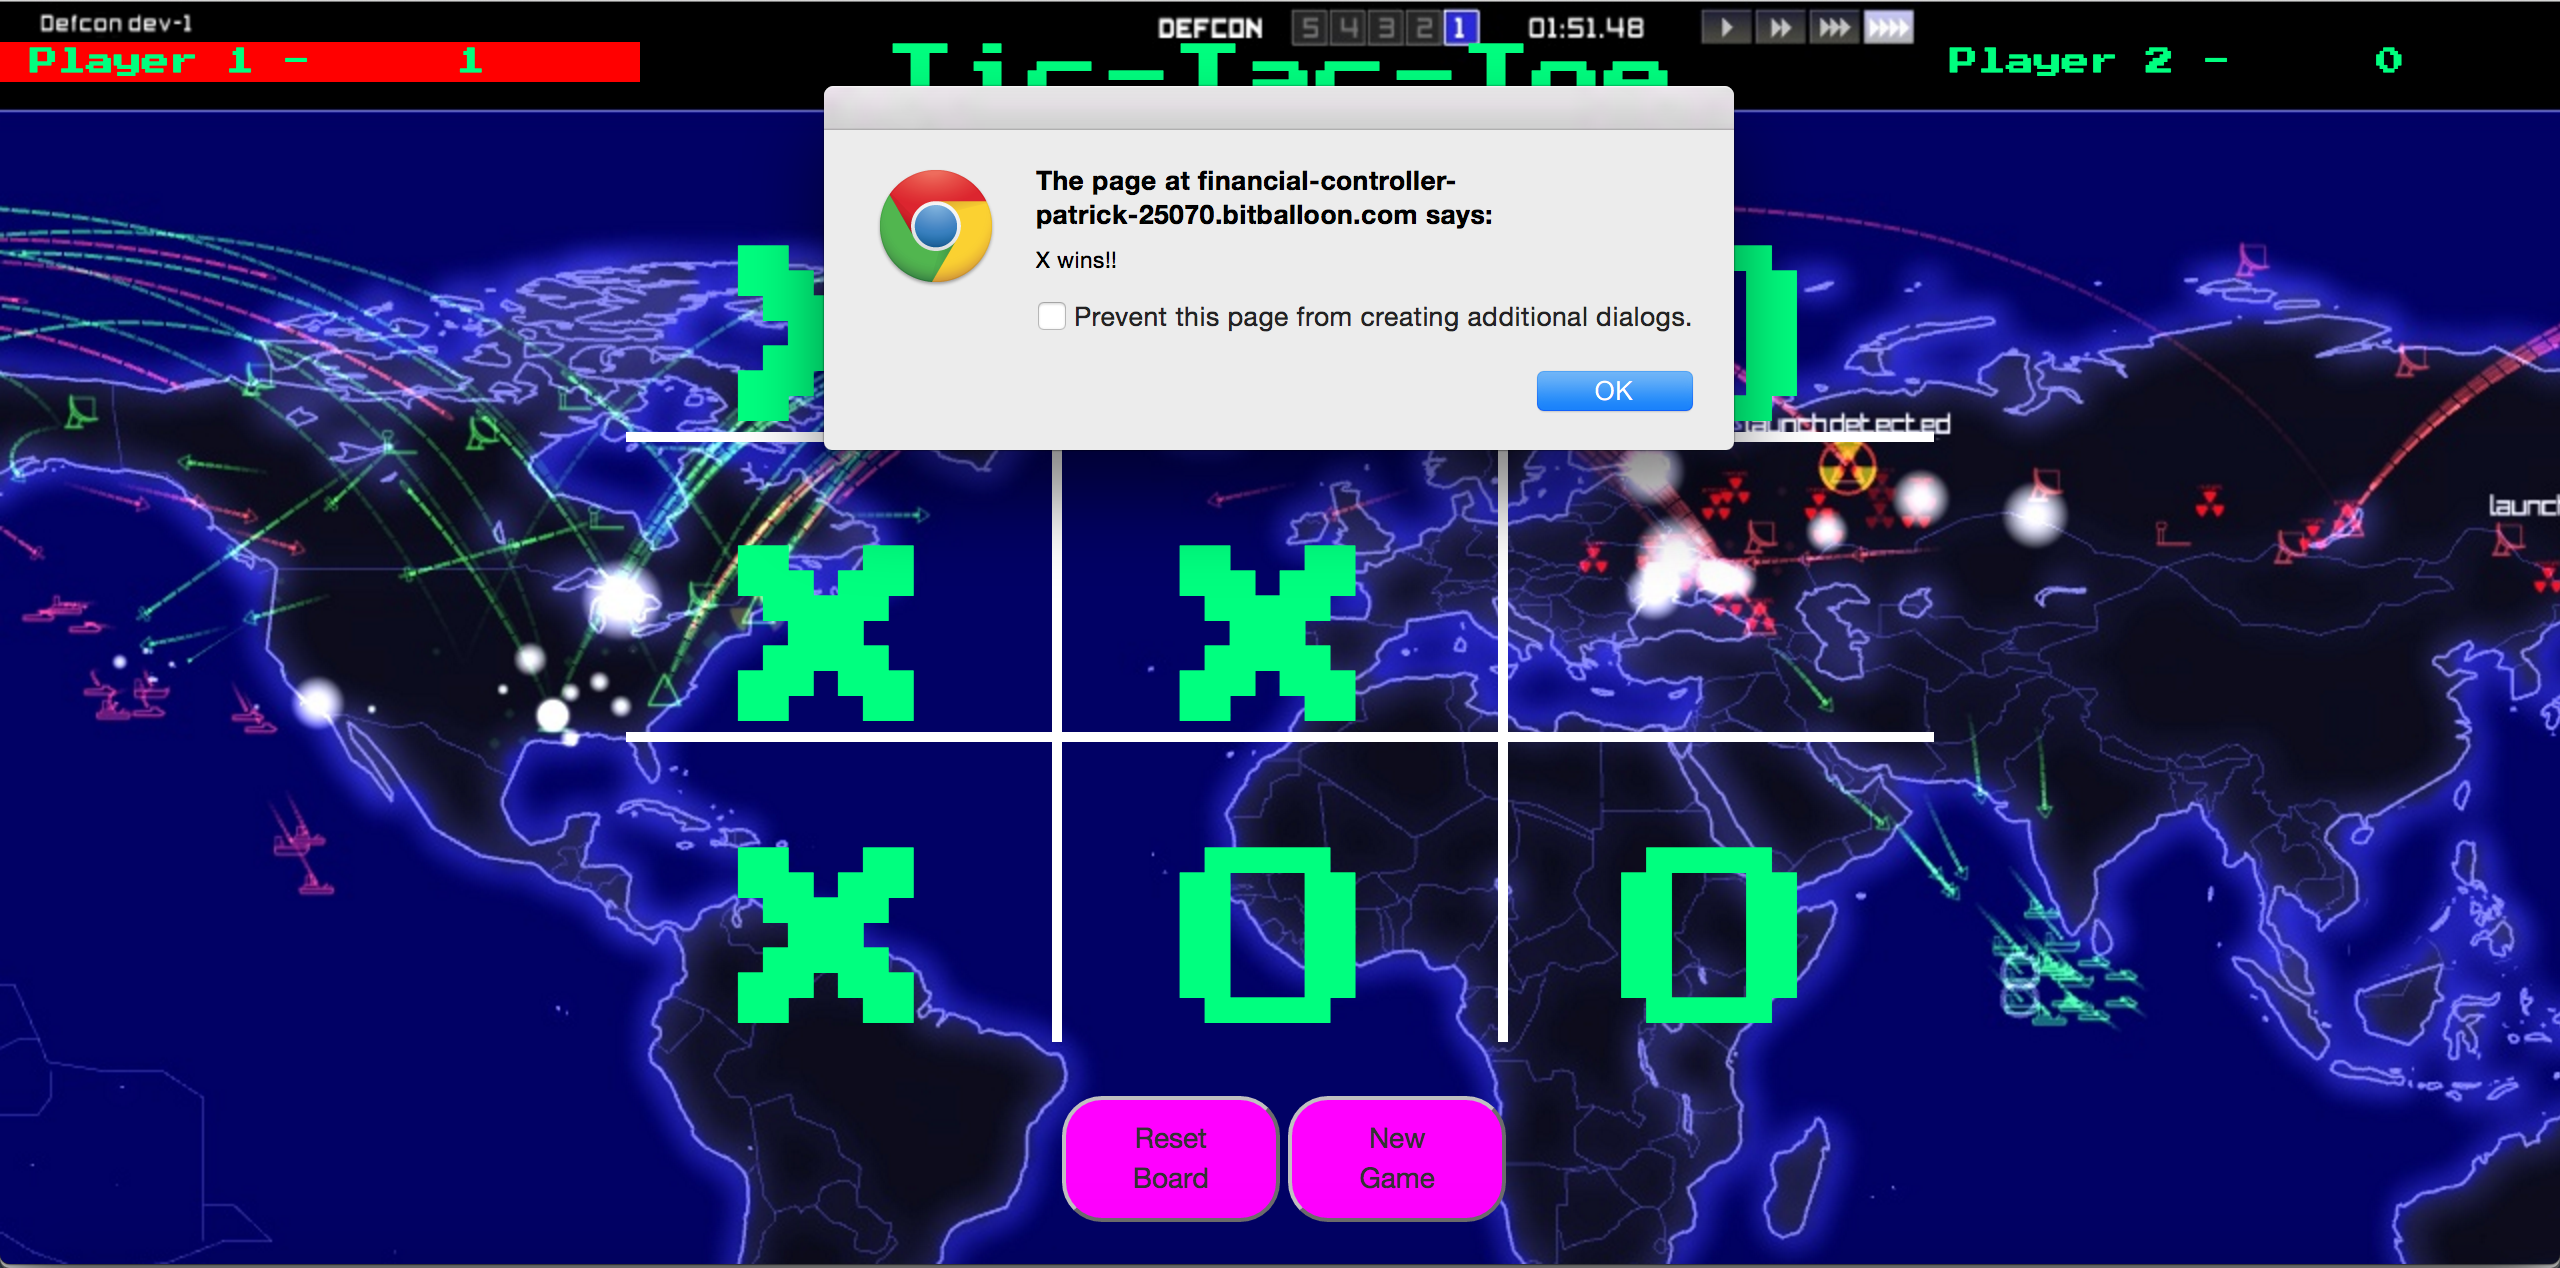 Defcon dev-1
DEFCON 5 4 3 2 1 01:51.48
Player 1 - 1
Tic-Tac-Toe
Player 2 - 0
The page at financial-controller-
patrick-25070.bitballoon.com says:
X wins!!
Prevent this page from creating additional dialogs.
OK
launch detected
launc
X X
X O O
Reset
Board
New
Game